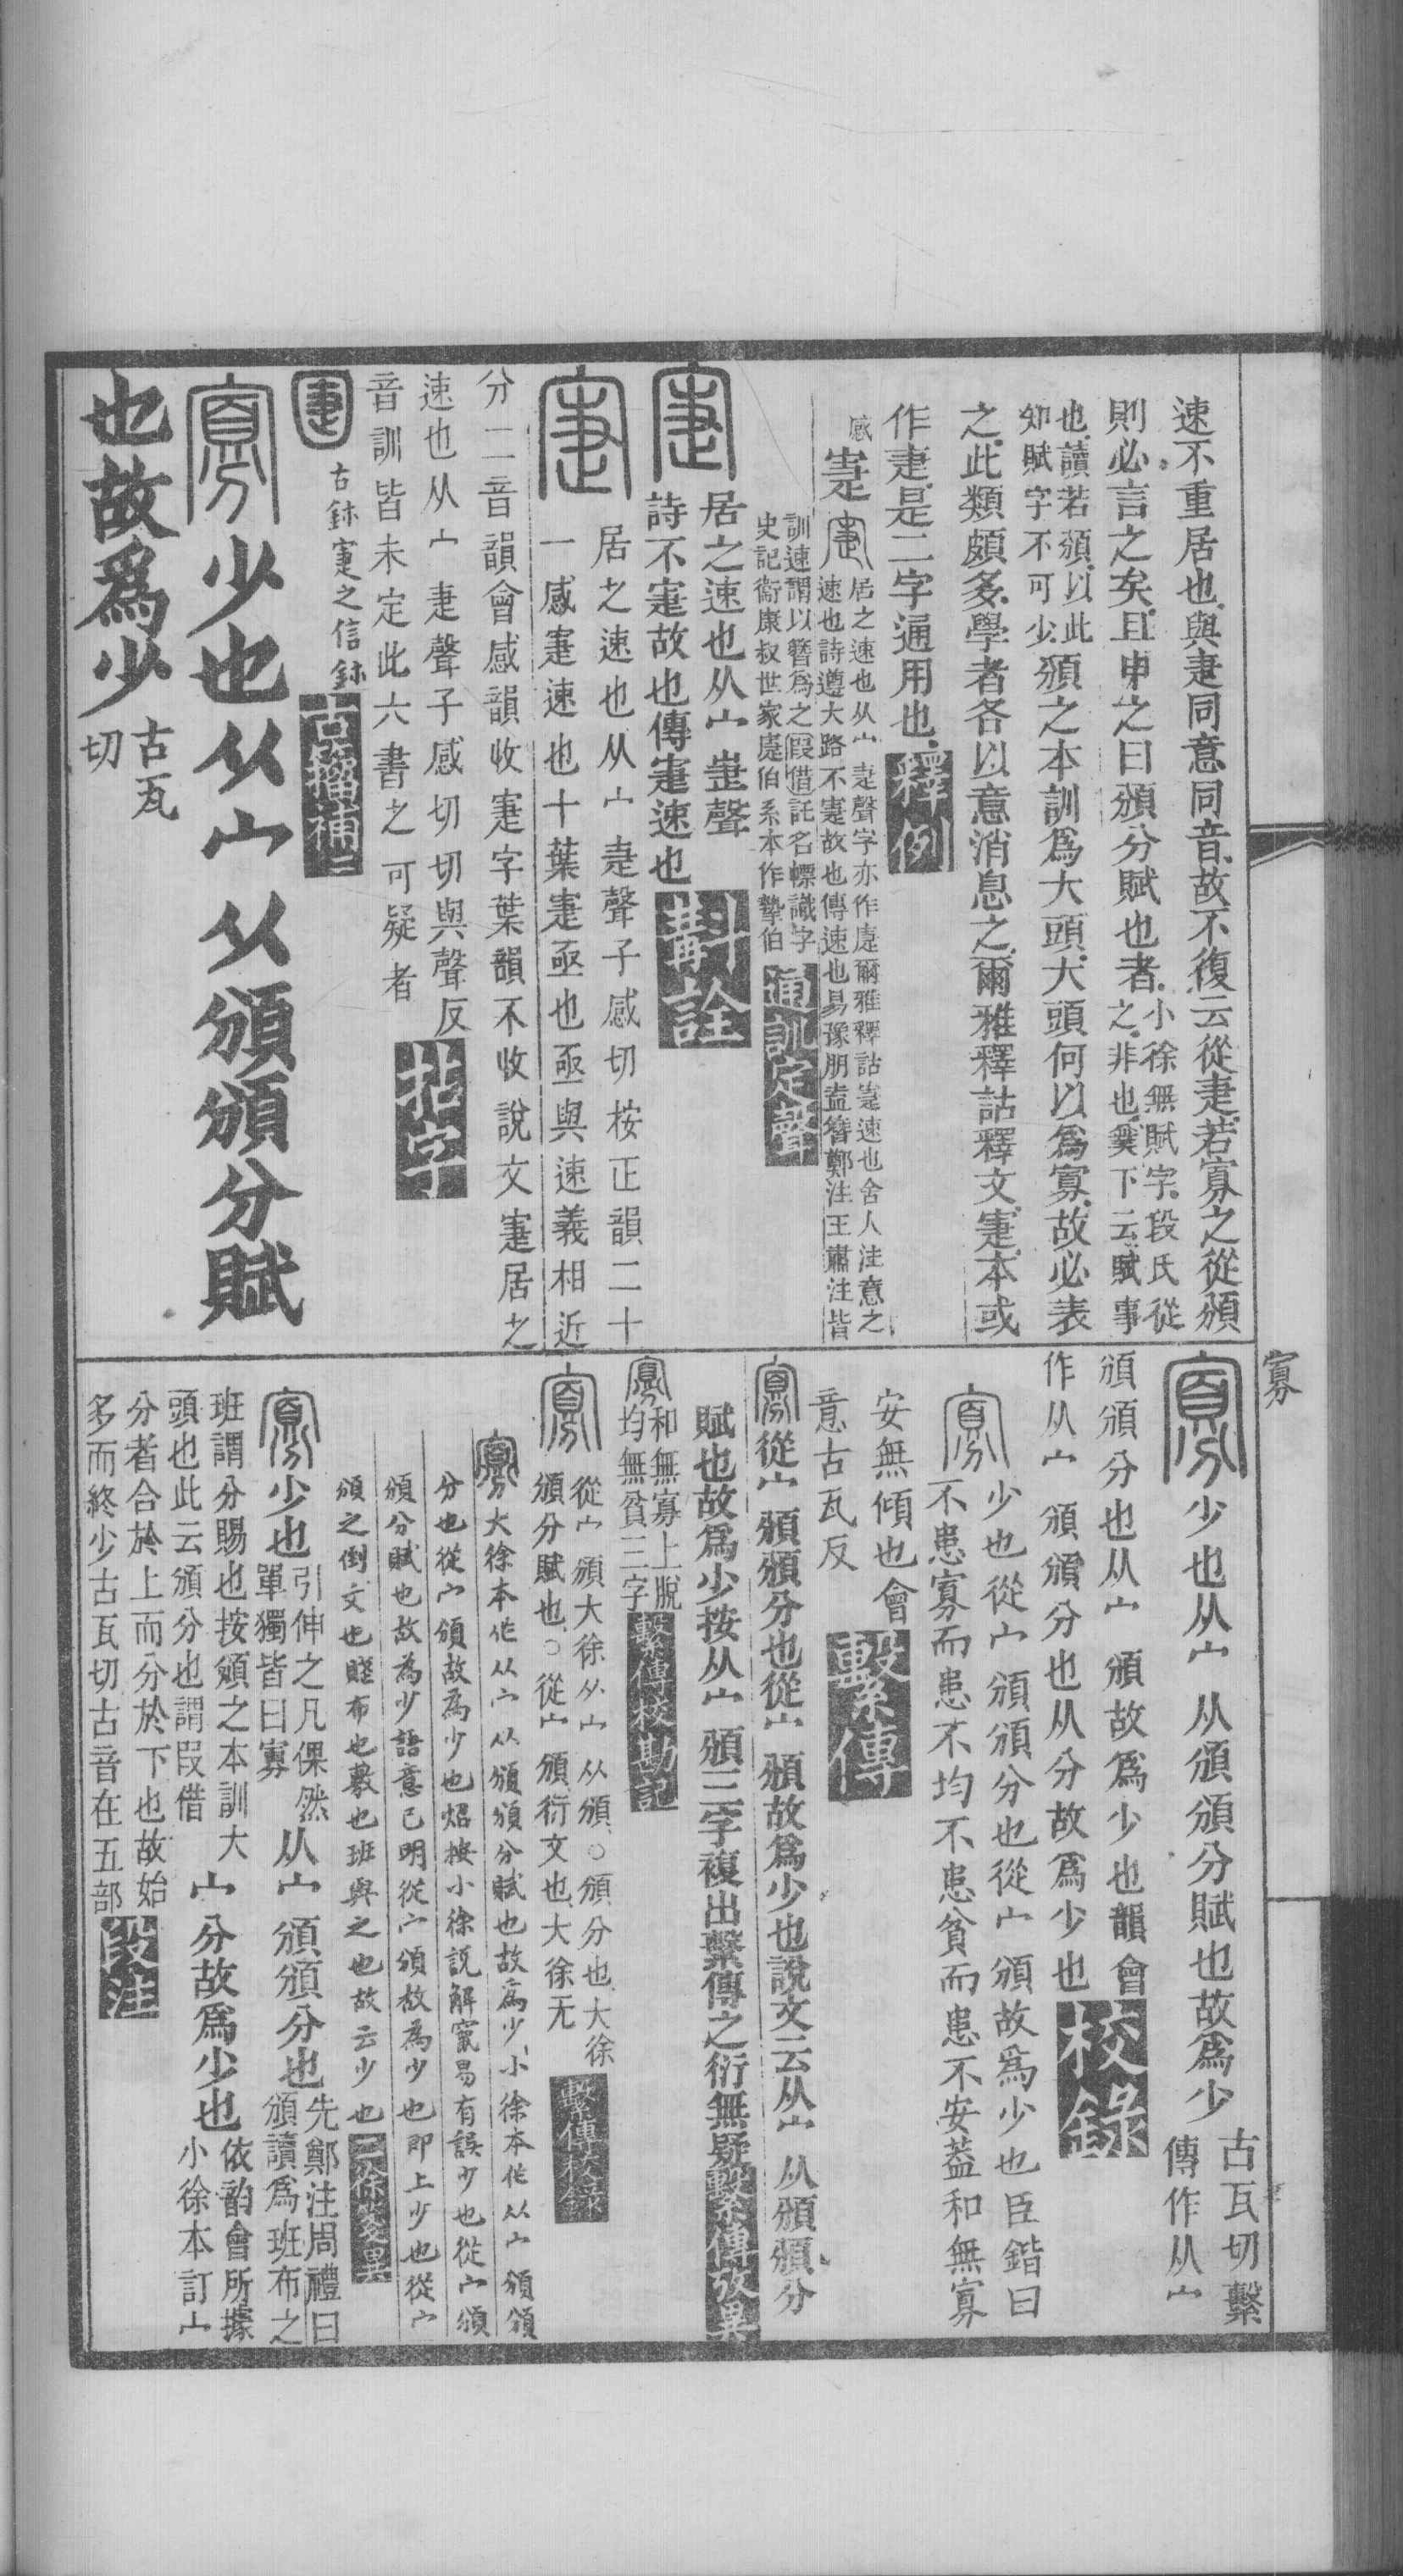 速不重居也與疌同意同音故不復云從疌若寡之從頒
則必言之矣且申之曰頒分賦也者小徐無賦字段氏從
之非也𤼩下云賦事
也讀若頒以此
知賦字不可少頒之本訓爲大頭大頭何以爲寡故必表
之此類頗多學者各以意消息之爾雅釋詁釋文寁本或
作疌是二字通用也釋例
寁居之速也从宀疌聲字亦作㨗爾雅釋詁寁速也舍人注意之
速也詩遵大路不寁故也傳速也易豫朋盍簪鄭注王肅注皆
訓速謂以簪爲之叚借託名幖識字
史記衞康叔世家疌伯系本作摯伯通訓定聲
寁居之速也从宀疌聲
詩不寁故也傳寁速也斠詮
寁居之速也从宀疌聲子感切按正韻二十
一感寁速也十葉寁亟也亟與速義相近
分二音韻會感韻收寁字葉韻不收說文寁居之
速也从宀疌聲子感切切與聲反
音訓皆未定此六書之可疑者拈字
寁古鉢寁之信鉢古籀補三
寡少也从宀从頒頒分賦
也故爲少古瓦
切
寡
寡少也从宀从頒頒分賦也故爲少古瓦切繫
傳作从宀
頒頒分也从宀頒故爲少也韻會
作从宀頒頒分也从分故爲少也校錄
寡少也從宀頒頒分也從宀頒故爲少也臣鍇曰
不患寡而患不均不患貧而患不安蓋和無寡
安無傾也會
意古瓦反繫傳
寡從宀頒頒分也從宀頒故爲少也說文云从宀从頒頒分
賦也故爲少按从宀頒三字複出繫傳之衍無疑繫傳攷異
寡和無寡上脫
均無貧三字繫傳校勘記
寡從宀頒大徐从宀从頒○頒分也大徐
頒分賦也○從宀頒衍文也大徐无繫傳校錄
寡大徐本作从宀从頒頒分賦也故爲少小徐本作从宀頒頒
分也從宀頒故爲少也炤按小徐說解竄易有誤少也從宀頒
頒分賦也故爲少語意已明從宀頒故爲少也卽上少也從宀
頒之倒文也賦布也敷也班與之也故云少也二徐箋異
寡少也引伸之凡倮然
單獨皆曰寡从宀頒頒分也先鄭注周禮曰
頒讀爲班布之
班謂分賜也按頒之本訓大
頭也此云頒分也謂叚借宀分故爲少也依韵會所據
小徐本訂宀
分者合於上而分於下也故始
多而終少古瓦切古音在五部段注